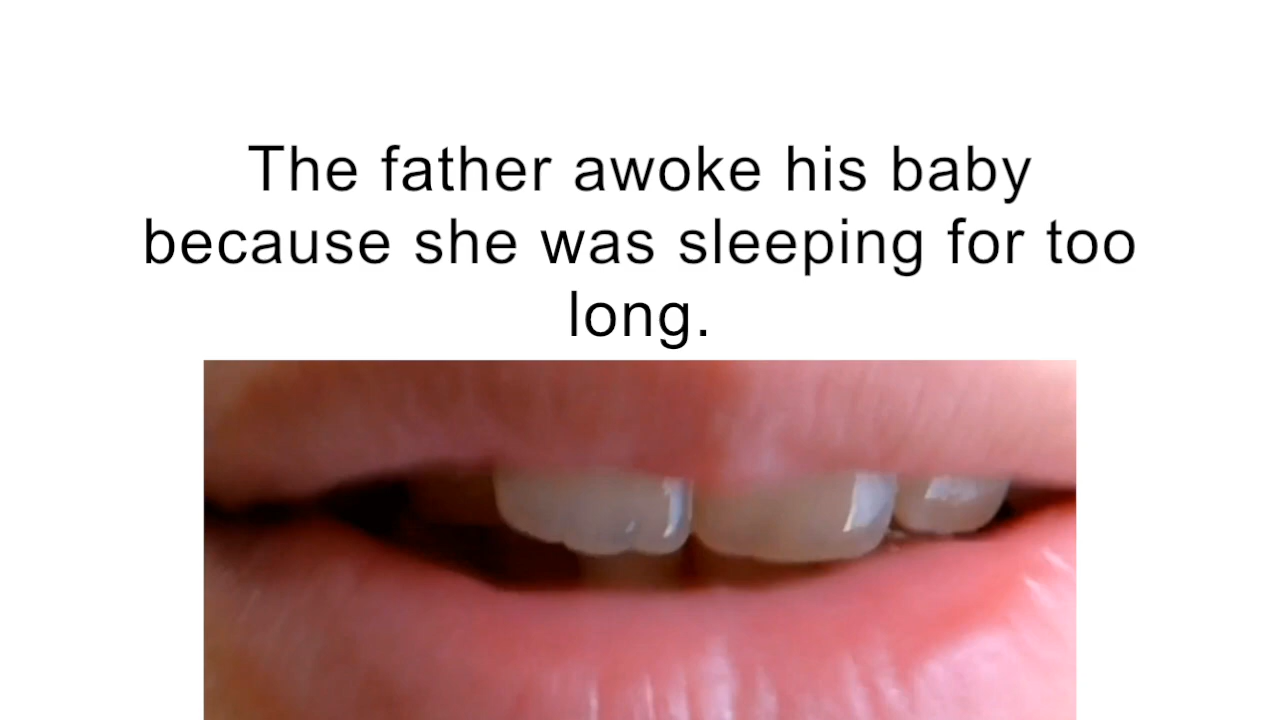 The father awoke his baby
because she was sleeping for too
long.